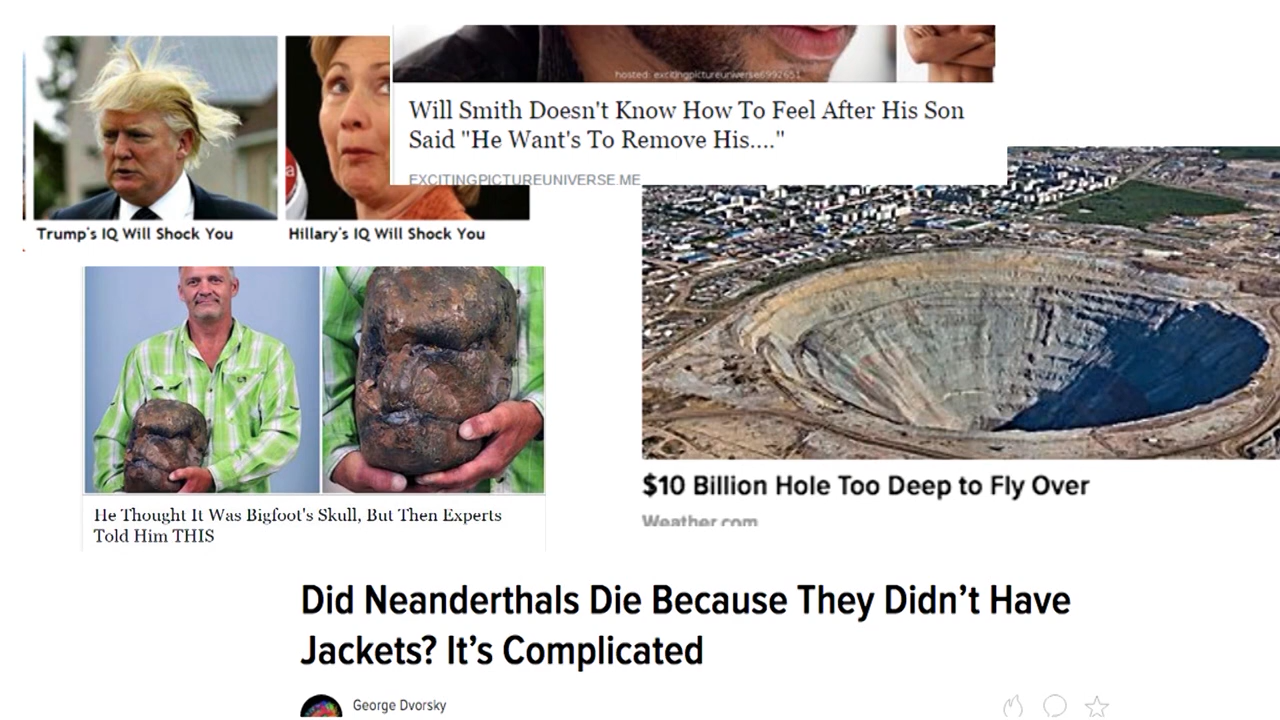 hosted: excitingpictureuniverse6992651
Will Smith Doesn't Know How To Feel After His Son
Said "He Want's To Remove His...."
EXCITINGPICTUREUNIVERSE.ME
Trump's IQ Will Shock You
Hillary's IQ Will Shock You
$10 Billion Hole Too Deep to Fly Over
Weather.com
He Thought It Was Bigfoot's Skull, But Then Experts
Told Him THIS
Did Neanderthals Die Because They Didn't Have
Jackets? It's Complicated
George Dvorsky